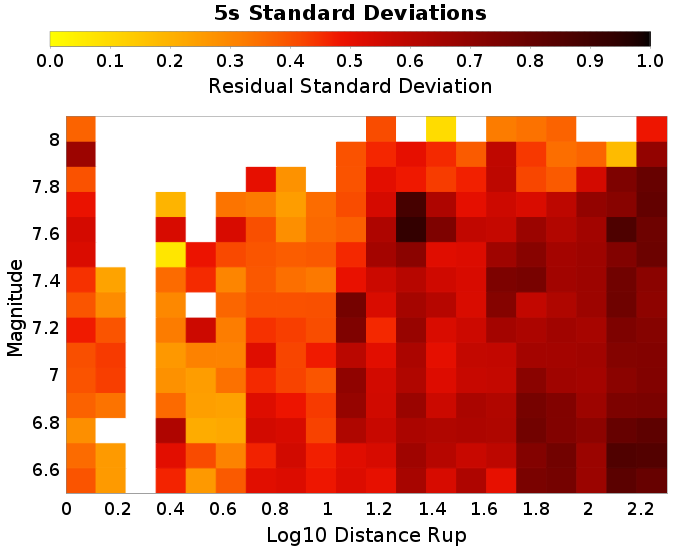 5s Standard Deviations
0.0 0.1 0.2 0.3 0.4 0.5 0.6 0.7 0.8 0.9 1.0
Residual Standard Deviation
8
7.8
7.6
7.4
7.2
7
6.8
6.6
Magnitude
0 0.2 0.4 0.6 0.8 1 1.2 1.4 1.6 1.8 2 2.2
Log10 Distance Rup